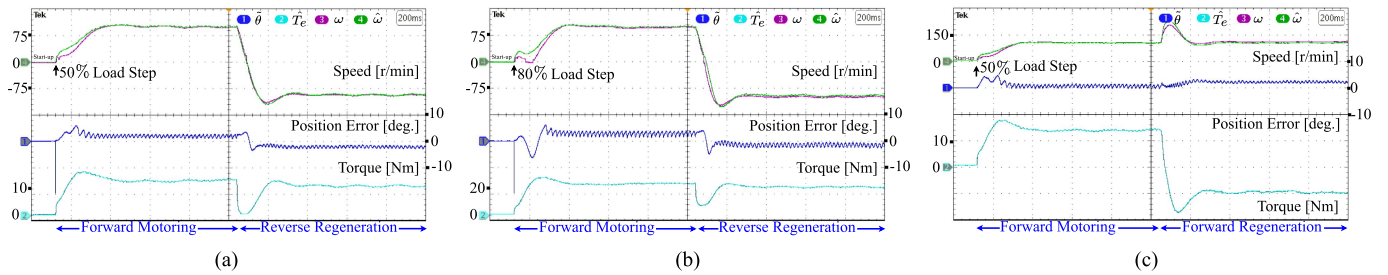 Tek
1 θ̃ 2 T̂e 3 ω 4 ω̂
200ms
75
0
-75
Start-up
50% Load Step
Speed [r/min]
10
0
-10
Position Error [deg.]
Torque [Nm]
10
0
Forward Motoring
Reverse Regeneration
(a)
Tek
1 θ̃ 2 T̂e 3 ω 4 ω̂
200ms
75
0
-75
Start-up
80% Load Step
Speed [r/min]
10
0
-10
Position Error [deg.]
Torque [Nm]
20
0
Forward Motoring
Reverse Regeneration
(b)
Tek
1 θ̃ 2 T̂e 3 ω 4 ω̂
200ms
150
0
Start-up
50% Load Step
Speed [r/min]
10
0
-10
Position Error [deg.]
10
0
Torque [Nm]
Forward Motoring
Forward Regeneration
(c)